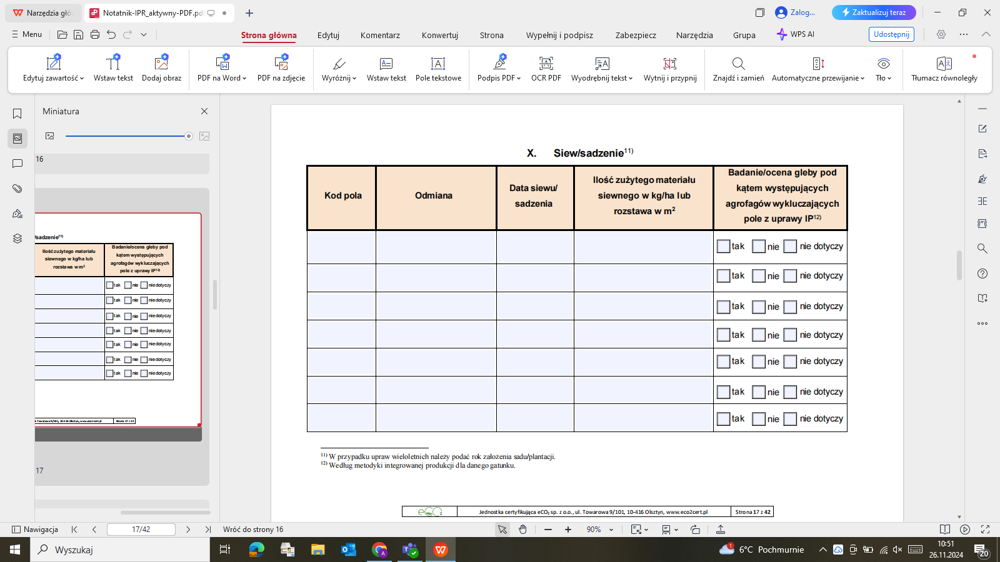 Narzędzia głó
Notatnik-IPR_aktywny-PDF.pd
Zalog...
Zaktualizuj teraz
Menu
Strona główna
Edytuj
Komentarz
Konwertuj
Strona
Wypełnij i podpisz
Zabezpiecz
Narzędzia
Grupa
WPS AI
Udostępnij
Edytuj zawartość
Wstaw tekst
Dodaj obraz
PDF na Word
PDF na zdjęcie
Wyróżnij
Wstaw tekst
Pole tekstowe
Podpis PDF
OCR PDF
Wyodrębnij tekst
Wytnij i przypnij
Znajdź i zamień
Automatyczne przewijanie
Tło
Tłumacz równoległy
Miniatura
16
/sadzenie11)
Ilość zużytego materiału
siewnego w kg/ha lub
rozstawa w m2
Badanie/ocena gleby pod
kątem występujących
agrofagów wykluczających
pole z uprawy IP12)
tak nie nie dotyczy
tak nie nie dotyczy
tak nie nie dotyczy
tak nie nie dotyczy
tak nie nie dotyczy
tak nie nie dotyczy
tak nie nie dotyczy
Towarowa 9/101, 10-416 Olsztyn, www.eco2cert.pl
Strona 17 z 42
17
X. Siew/sadzenie11)
Kod pola
Odmiana
Data siewu/
sadzenia
Ilość zużytego materiału
siewnego w kg/ha lub
rozstawa w m2
Badanie/ocena gleby pod
kątem występujących
agrofagów wykluczających
pole z uprawy IP12)
tak nie nie dotyczy
tak nie nie dotyczy
tak nie nie dotyczy
tak nie nie dotyczy
tak nie nie dotyczy
tak nie nie dotyczy
tak nie nie dotyczy
11) W przypadku upraw wieloletnich należy podać rok założenia sadu/plantacji.
12) Według metodyki integrowanej produkcji dla danego gatunku.
eCO2
Jednostka certyfikująca eCO2 sp. z o.o., ul. Towarowa 9/101, 10-416 Olsztyn, www.eco2cert.pl
Strona 17 z 42
Nawigacja
17/42
Wróć do strony 16
90%
Wyszukaj
1
6°C Pochmurnie
10:51
26.11.2024
20